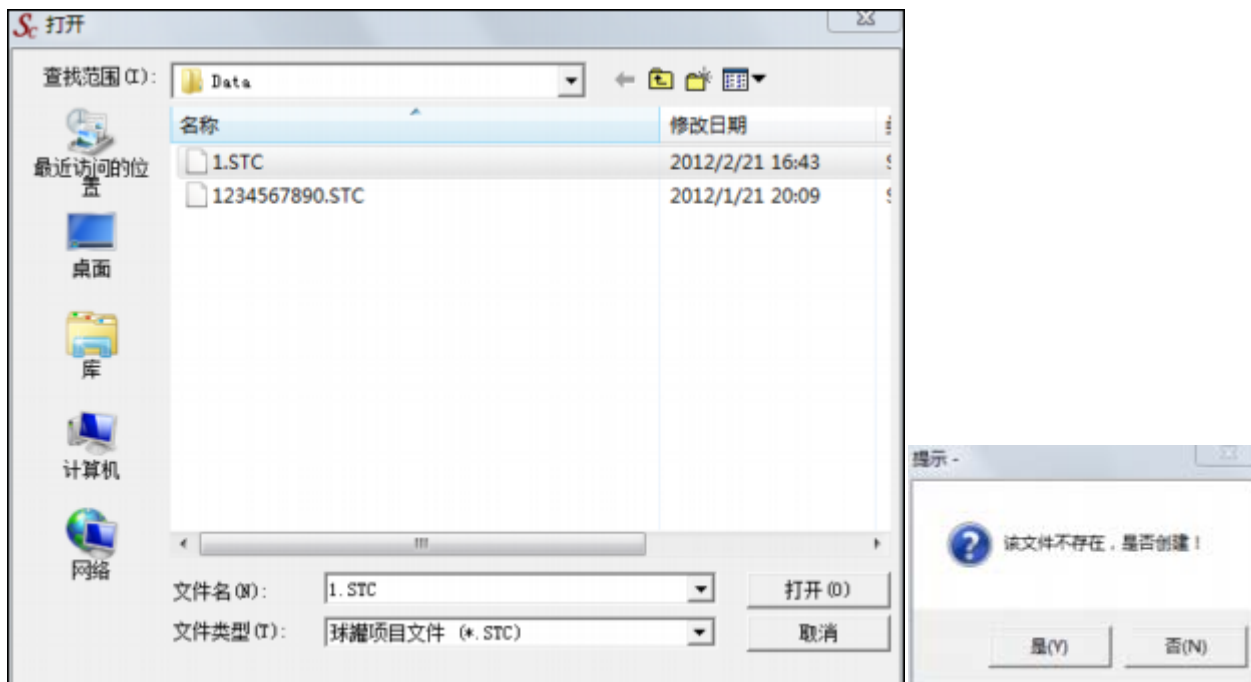 Sc 打开
查找范围(I):
Data
名称
修改日期
1.STC
2012/2/21 16:43
1234567890.STC
2012/1/21 20:09
最近访问的位
置
桌面
库
计算机
网络
文件名(N):
1.STC
打开(O)
文件类型(T):
球罐项目文件 (*.STC)
取消
提示 -
该文件不存在，是否创建！
是(Y)
否(N)